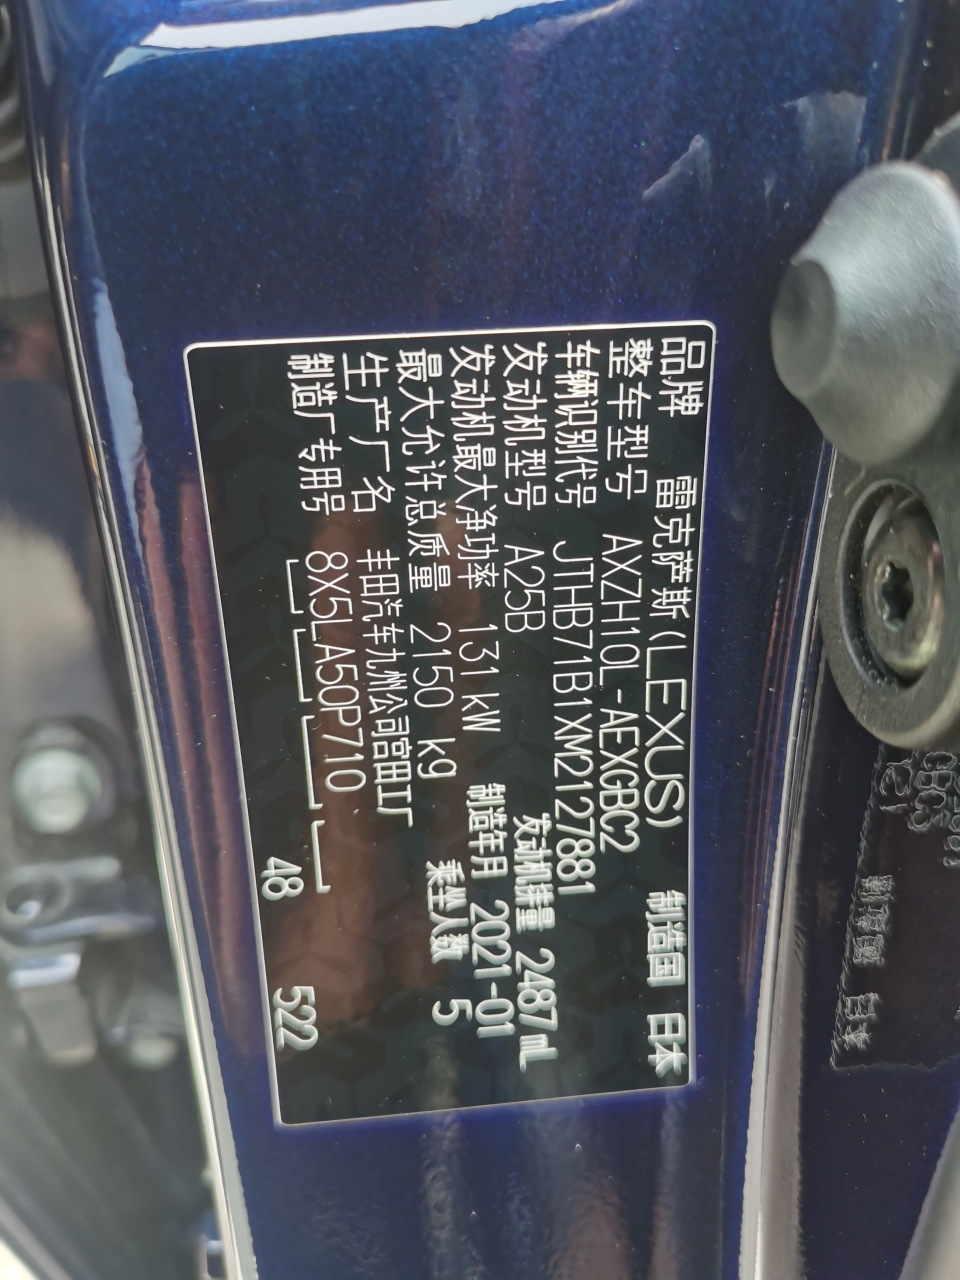 品牌 雷克萨斯(LEXUS) 制造国 日本
整车型号 AXZH10L-AEXGBC2
车辆识别代号 JTHB71B1XM2127881
发动机型号 A25B 发动机排量 2487 mL
发动机最大净功率 131 kW 制造年月 2021-01
最大允许总质量 2150 kg 乘坐人数 5
生产厂名 丰田汽车九州公司宫田工厂
制造厂专用号 8X5LA50P710
48 522